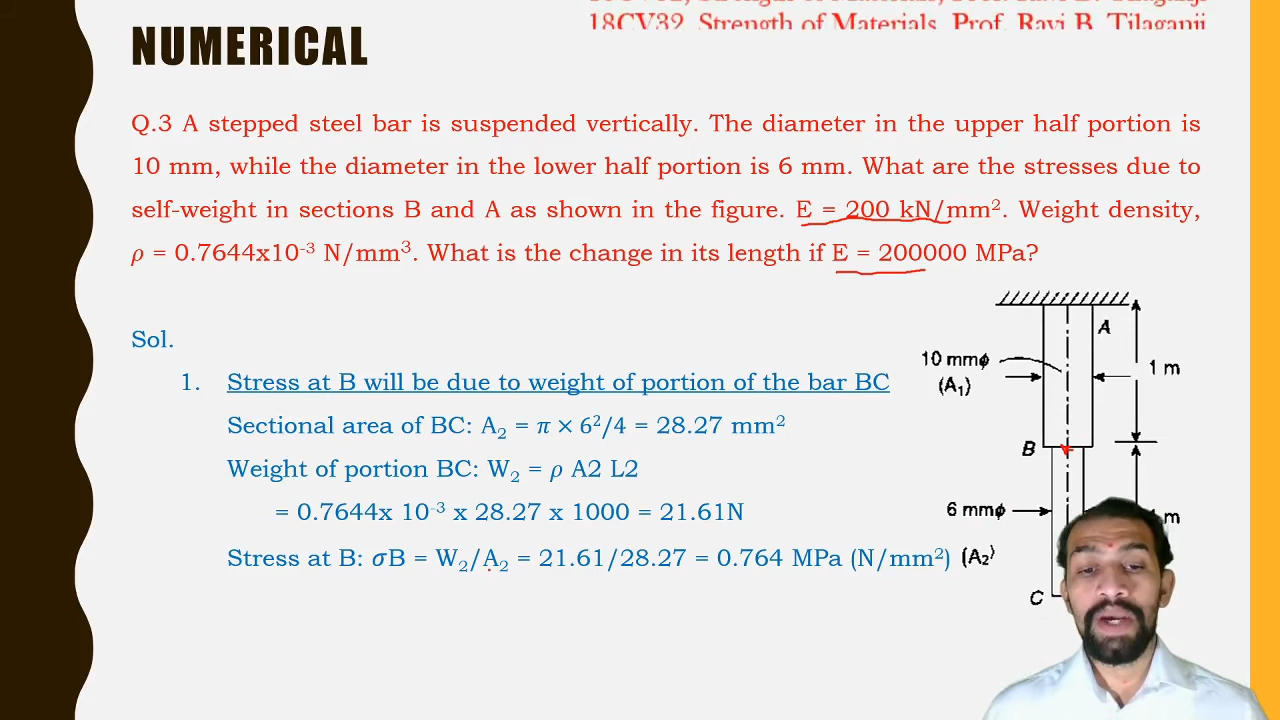 18CV32, Strength of Materials, Prof. Ravi B. Tilaganji
NUMERICAL
Q.3 A stepped steel bar is suspended vertically. The diameter in the upper half portion is
10 mm, while the diameter in the lower half portion is 6 mm. What are the stresses due to
self-weight in sections B and A as shown in the figure. E = 200 kN/mm². Weight density,
ρ = 0.7644x10⁻³ N/mm³. What is the change in its length if E = 200000 MPa?
Sol.
1. Stress at B will be due to weight of portion of the bar BC
Sectional area of BC: A₂ = π × 6²/4 = 28.27 mm²
Weight of portion BC: W₂ = ρ A2 L2
= 0.7644x 10⁻³ x 28.27 x 1000 = 21.61N
Stress at B: σB = W₂/A₂ = 21.61/28.27 = 0.764 MPa (N/mm²)
A
10 mmϕ
(A₁)
1 m
B
6 mmϕ
m
(A₂)
C